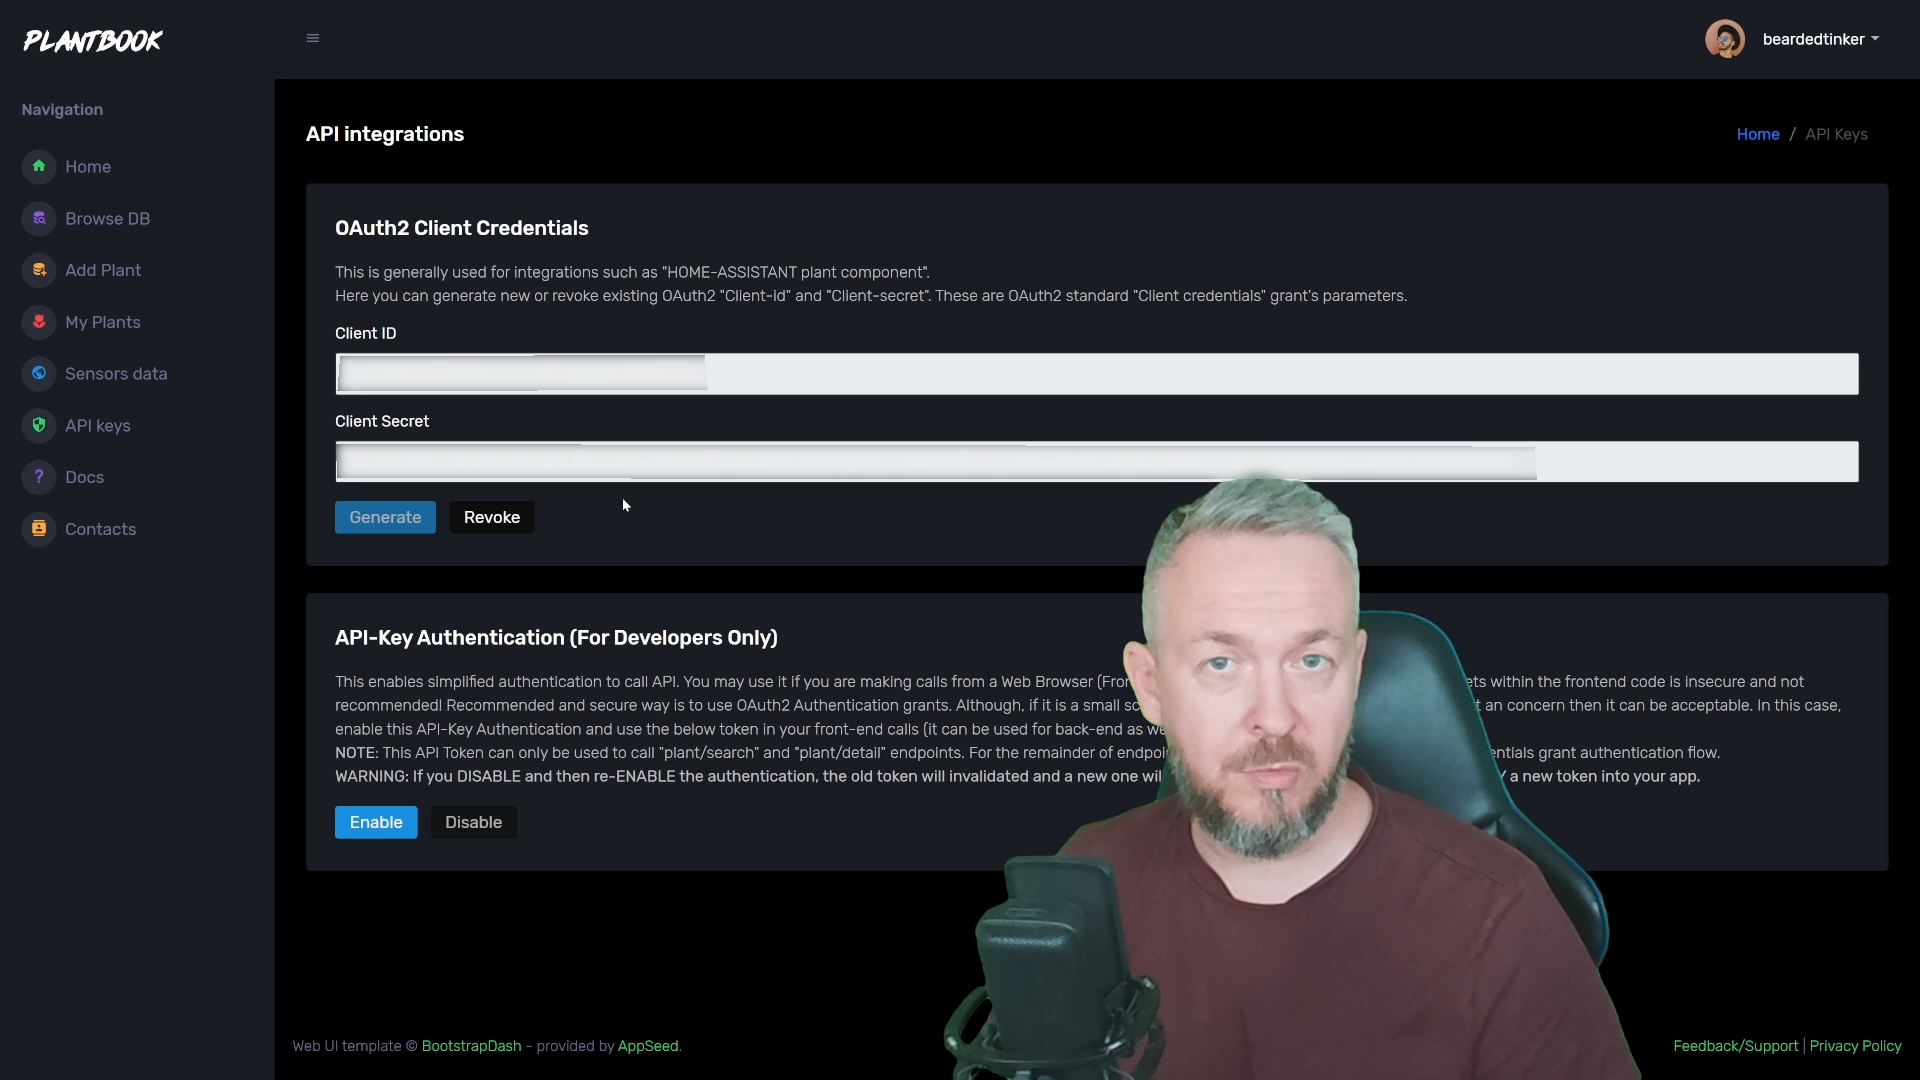 PLANTBOOK
beardedtinker
Navigation
Home
Browse DB
Add Plant
My Plants
Sensors data
API keys
? Docs
Contacts
API integrations
Home / API Keys
OAuth2 Client Credentials
This is generally used for integrations such as "HOME-ASSISTANT plant component".
Here you can generate new or revoke existing OAuth2 "Client-id" and "Client-secret". These are OAuth2 standard "Client credentials" grant's parameters.
Client ID
Client Secret
Generate Revoke
API-Key Authentication (For Developers Only)
This enables simplified authentication to call API. You may use it if you are making calls from a Web Browser (within the frontend code is insecure and not
recommended! Recommended and secure way is to use OAuth2 Authentication grants. Although, if it is a small an concern then it can be acceptable. In this case,
enable this API-Key Authentication and use the below token in your front-end calls (it can be used for back-end as
NOTE: This API Token can only be used to call "plant/search" and "plant/detail" endpoints. For the remainder of grant authentication flow.
WARNING: If you DISABLE and then re-ENABLE the authentication, the old token will invalidated and a new one a new token into your app.
Enable Disable
Web UI template © BootstrapDash - provided by AppSeed.
Feedback/Support | Privacy Policy